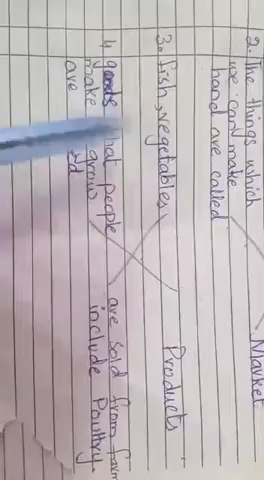 2. The things which
we can make
hand are called
Market
3. fish, vegetables,
Products
4 goods that people
make grow
are
are sold from farm
include Poultry.